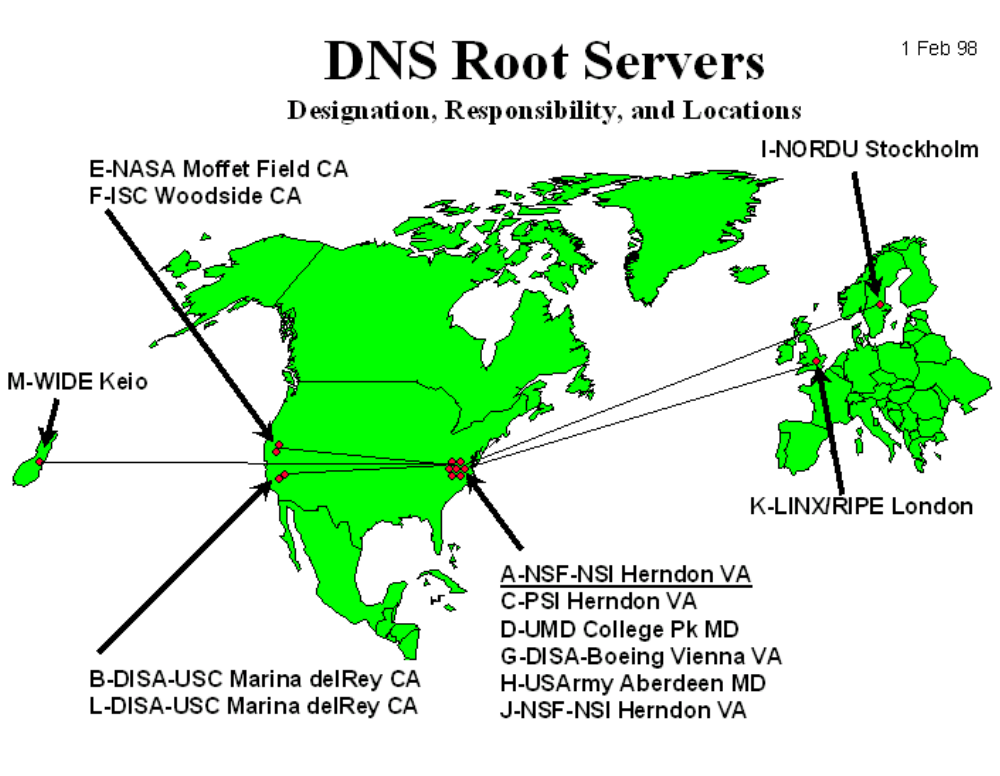 DNS Root Servers
1 Feb 98
Designation, Responsibility, and Locations
I-NORDU Stockholm
E-NASA Moffet Field CA
F-ISC Woodside CA
M-WIDE Keio
K-LINX/RIPE London
A-NSF-NSI Herndon VA
C-PSI Herndon VA
D-UMD College Pk MD
G-DISA-Boeing Vienna VA
H-USArmy Aberdeen MD
J-NSF-NSI Herndon VA
B-DISA-USC Marina delRey CA
L-DISA-USC Marina delRey CA